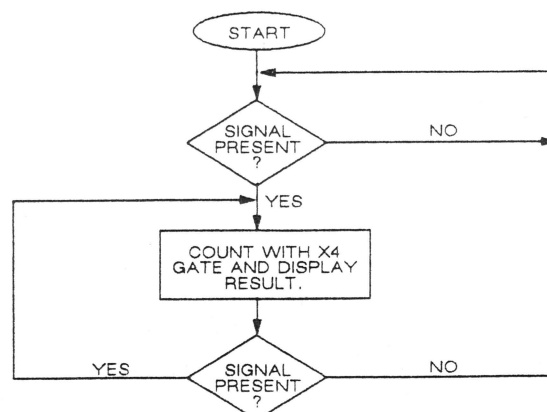 START
SIGNAL
PRESENT
?
NO
YES
COUNT WITH X4
GATE AND DISPLAY
RESULT.
YES
SIGNAL
PRESENT
?
NO